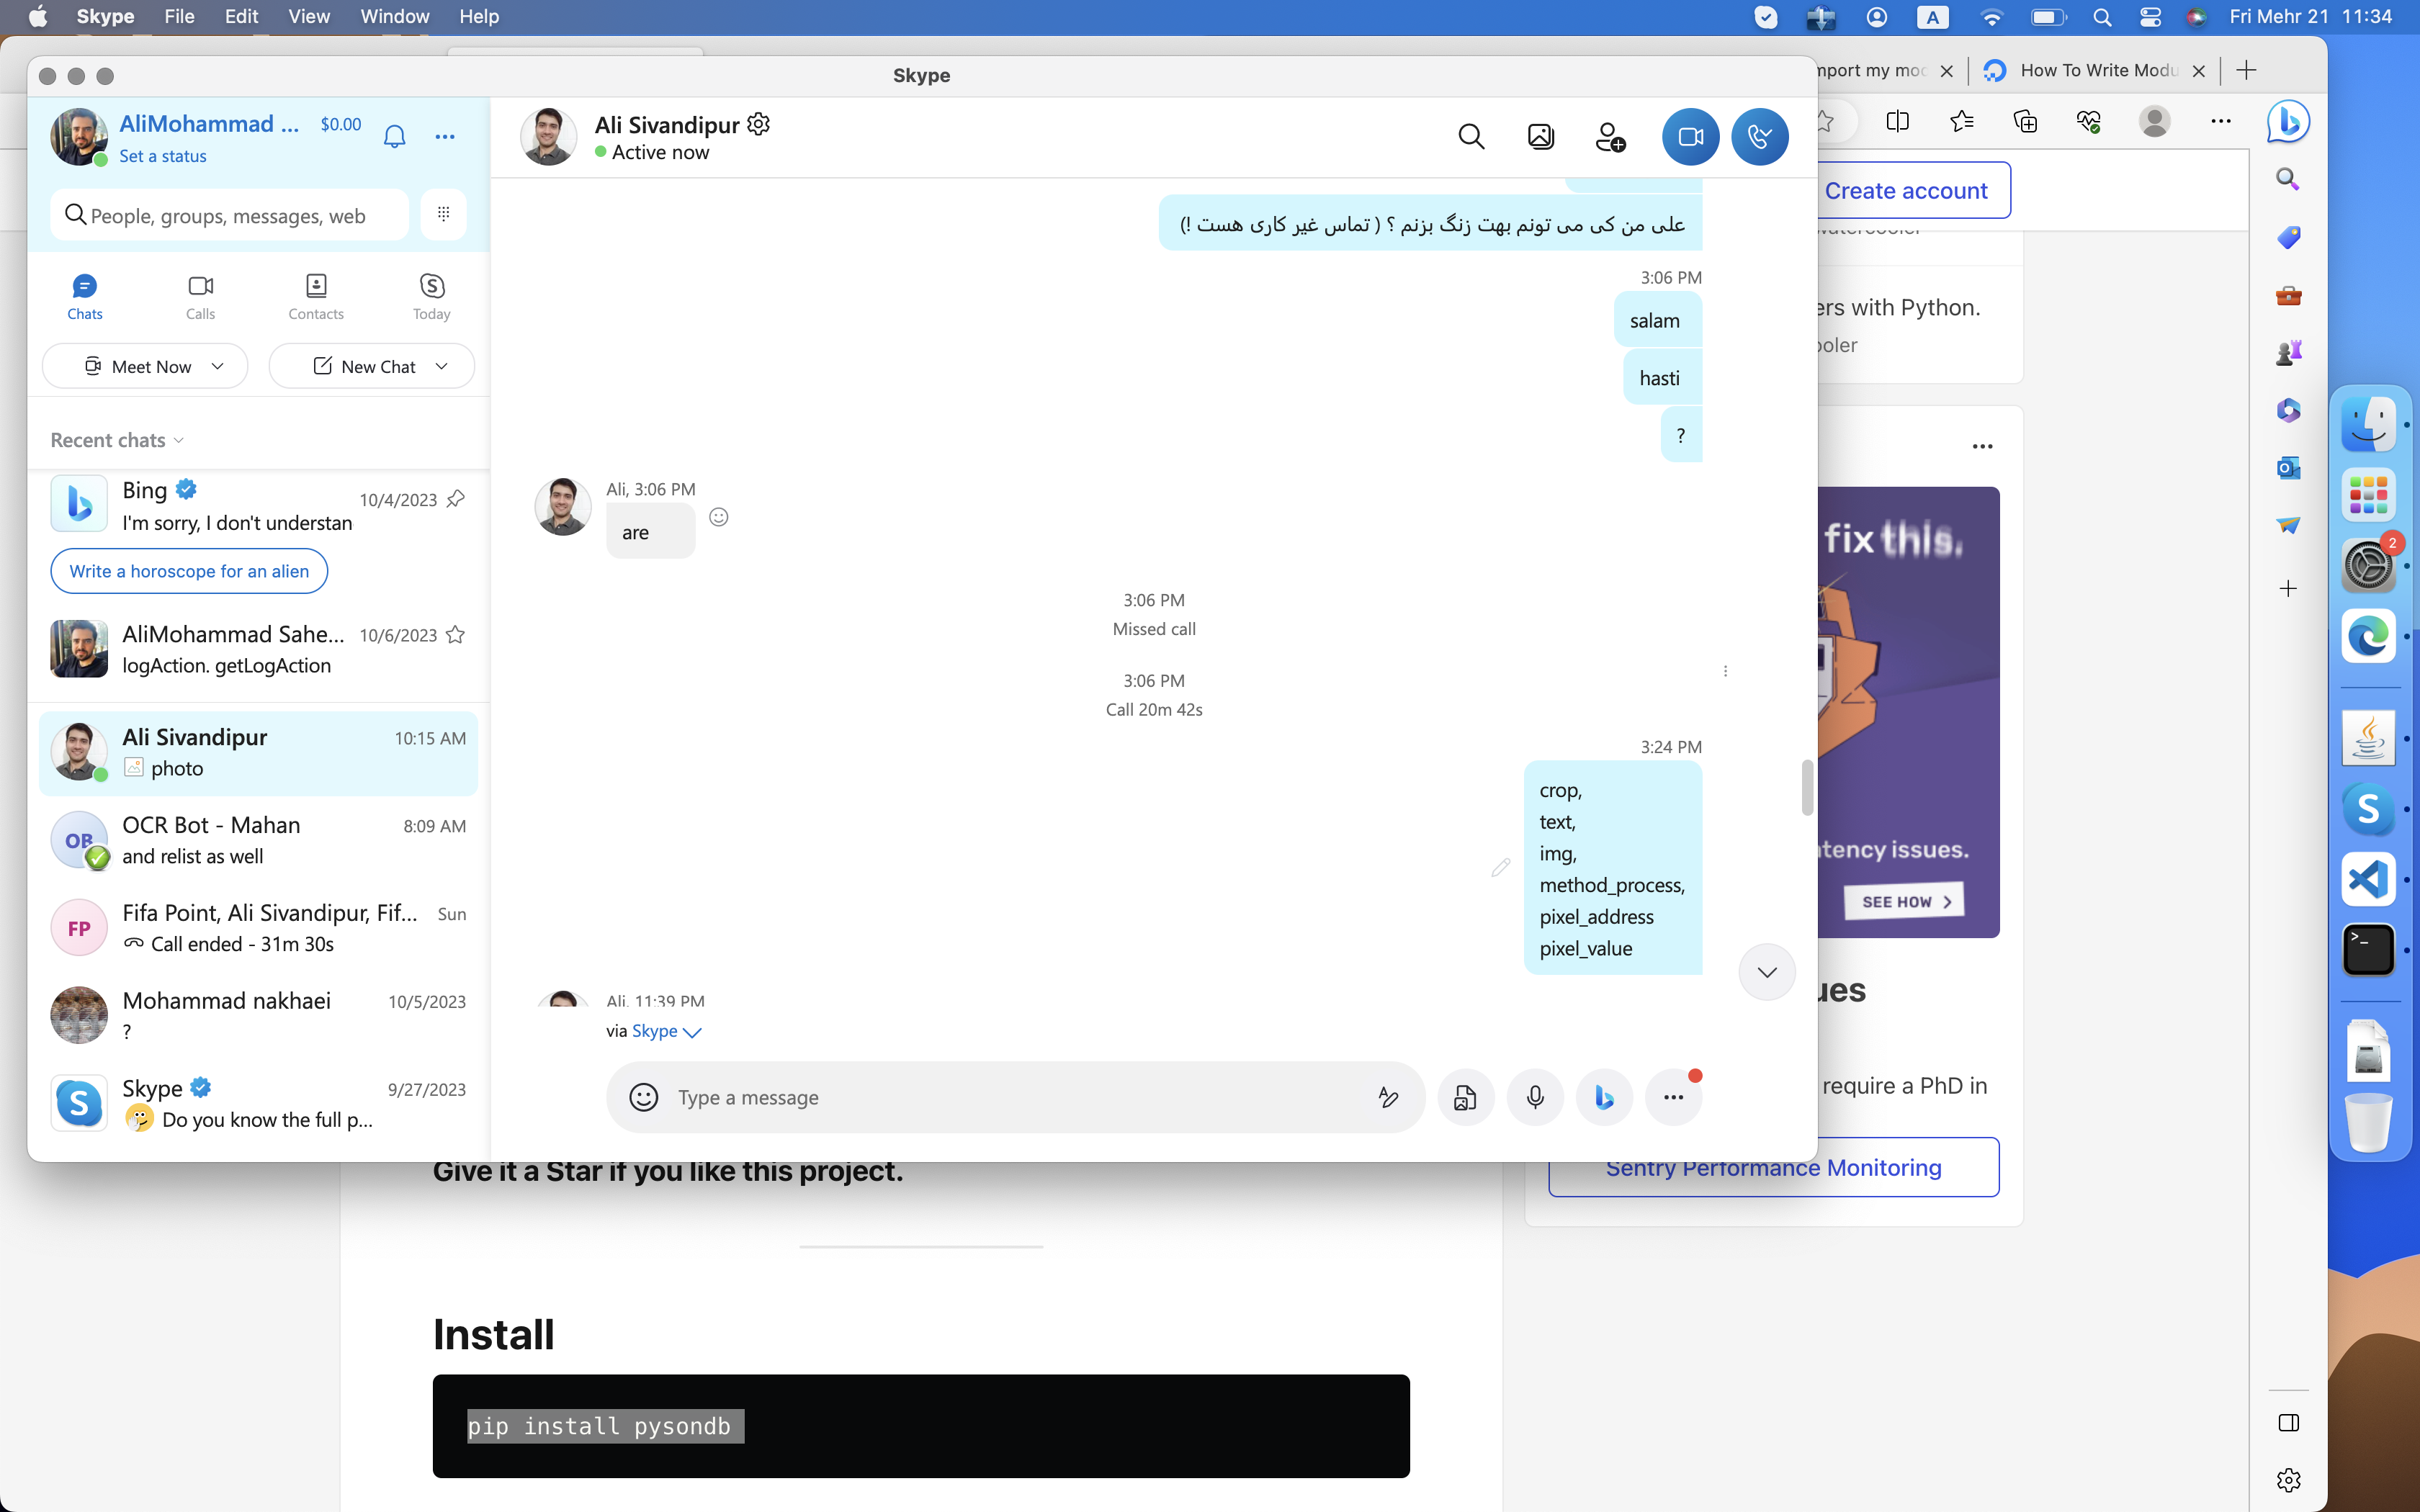 Skype File Edit View Window Help
A Fri Mehr 21 11:34
Skype
How To Write Modu
AliMohammad ... $0.00
Set a status
People, groups, messages, web
Chats Calls Contacts Today
Meet Now New Chat
Recent chats
Bing 10/4/2023
I'm sorry, I don't understan
Write a horoscope for an alien
AliMohammad Sahe... 10/6/2023
logAction. getLogAction
Ali Sivandipur 10:15 AM
photo
OB OCR Bot - Mahan 8:09 AM
and relist as well
FP Fifa Point, Ali Sivandipur, Fif... Sun
Call ended - 31m 30s
Mohammad nakhaei 10/5/2023
?
Skype 9/27/2023
Do you know the full p...
Ali Sivandipur
Active now
علی من کی می تونم بهت زنگ بزنم ؟ ( تماس غیر کاری هست !)
3:06 PM
salam
hasti
?
Ali, 3:06 PM
are
3:06 PM
Missed call
3:06 PM
Call 20m 42s
3:24 PM
crop,
text,
img,
method_process,
pixel_address
pixel_value
Ali, 11:39 PM
via Skype
Type a message
mport my mod
Create account
ers with Python.
ooler
fix this.
tency issues.
SEE HOW
ues
require a PhD in
Sentry Performance Monitoring
Give it a Star if you like this project.
Install
pip install pysondb
2